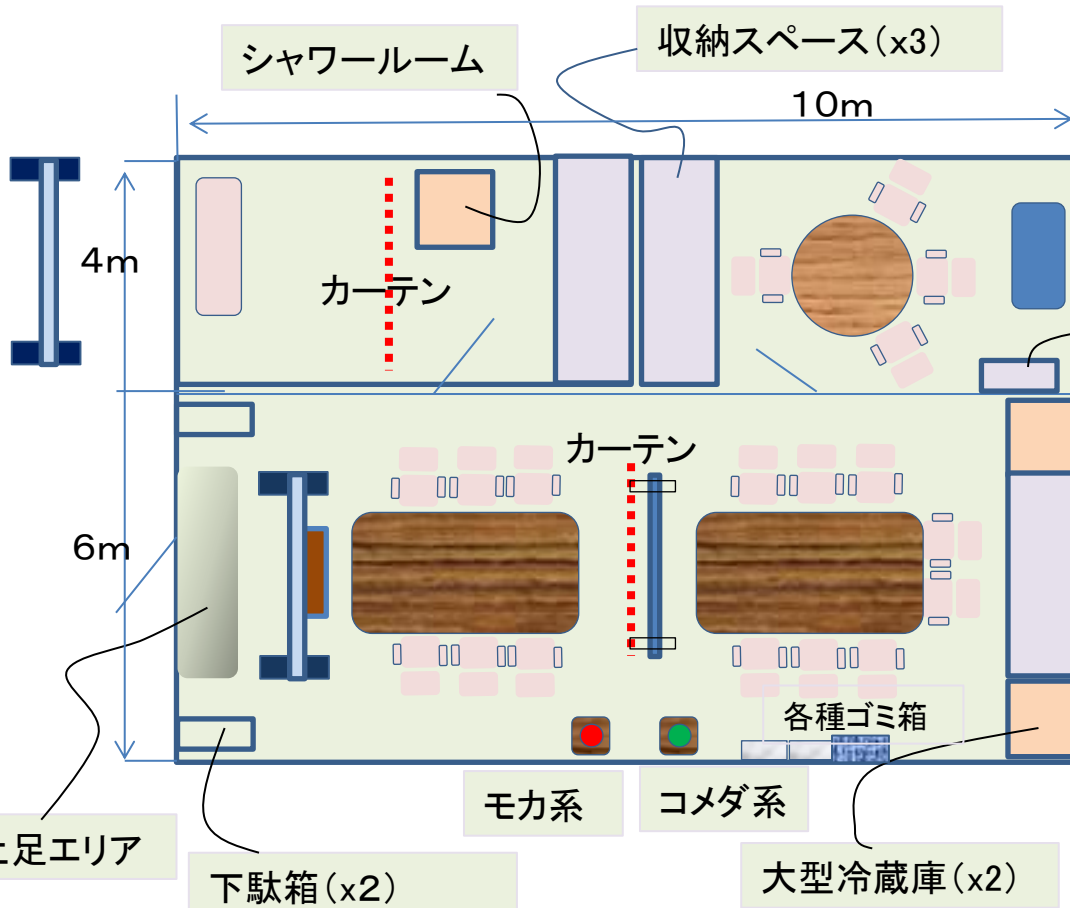 シャワールーム
収納スペース(x3)
10m
4m
カーテン
カーテン
6m
各種ゴミ箱
モカ系
コメダ系
土足エリア
下駄箱(x2)
大型冷蔵庫(x2)